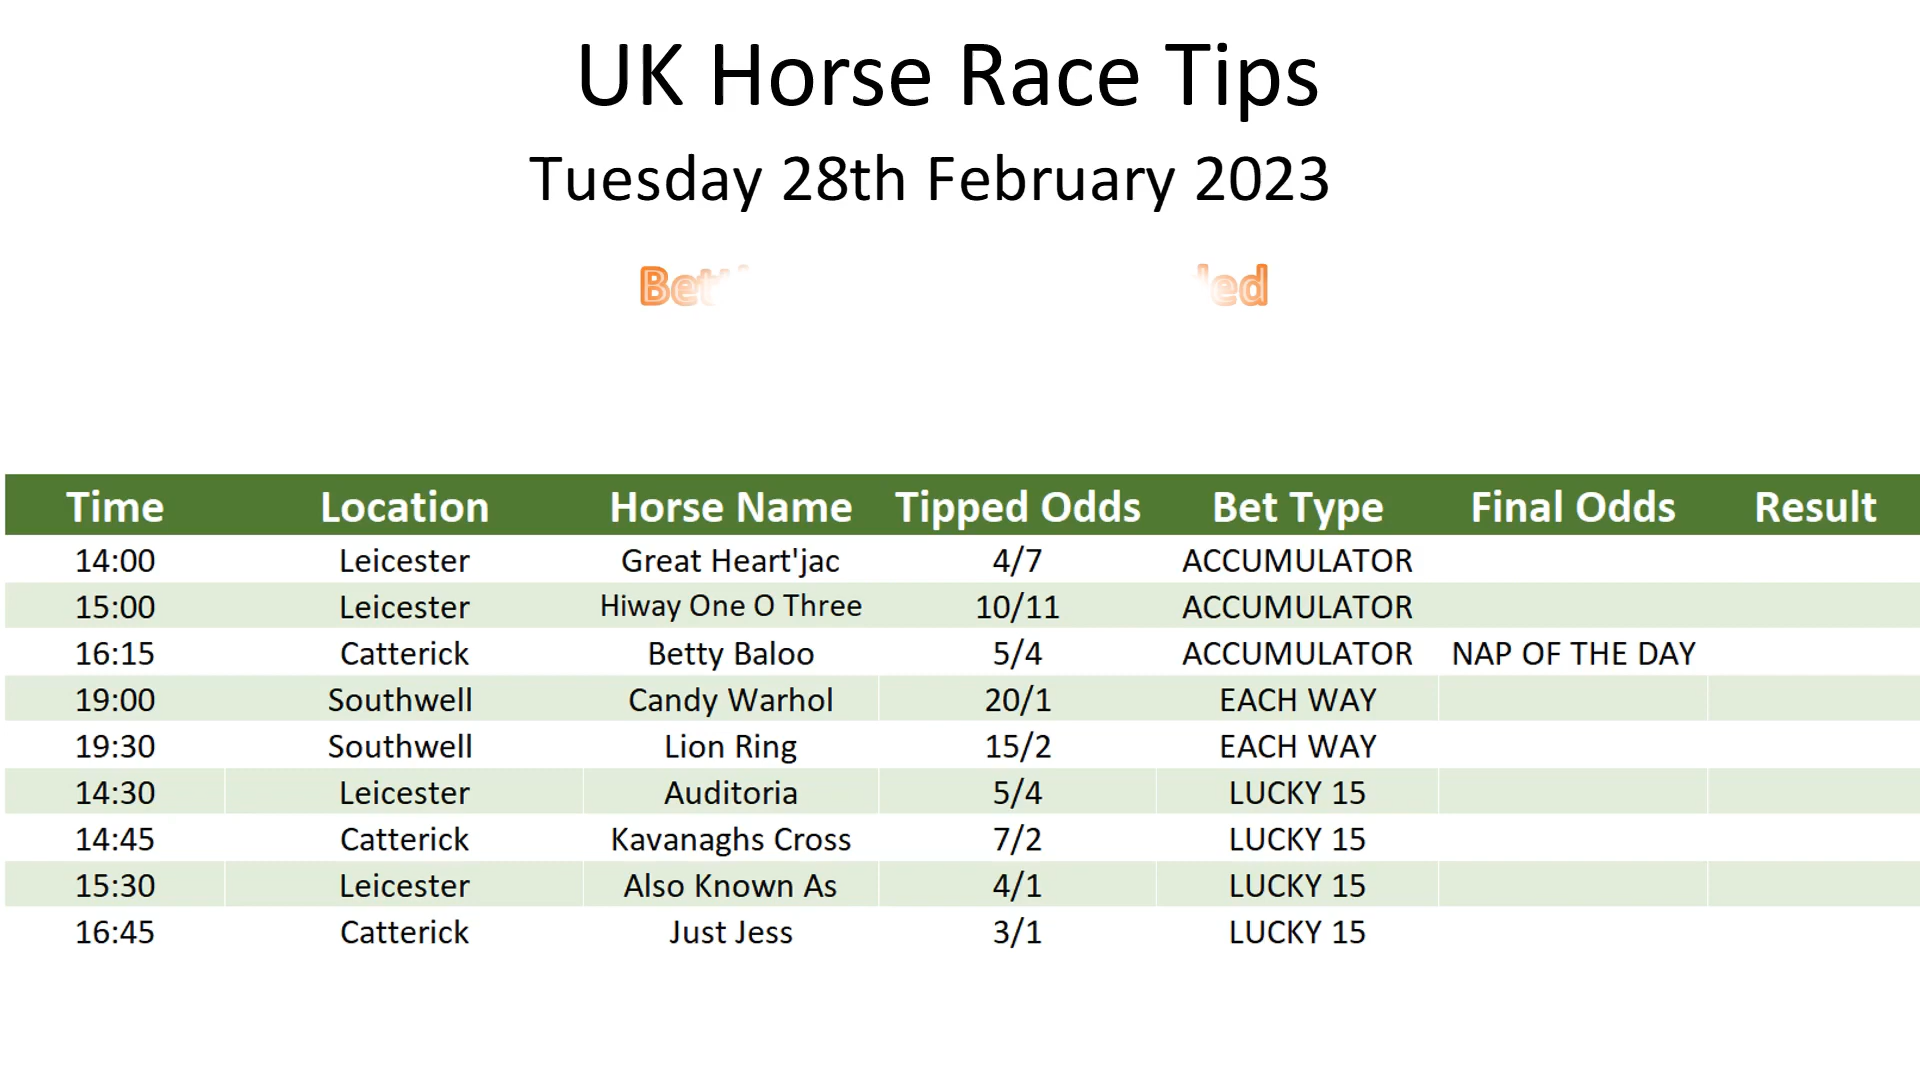 UK Horse Race Tips
Tuesday 28th February 2023
Time Location Horse Name Tipped Odds Bet Type Final Odds Result
14:00 Leicester Great Heart'jac 4/7 ACCUMULATOR
15:00 Leicester Hiway One O Three 10/11 ACCUMULATOR
16:15 Catterick Betty Baloo 5/4 ACCUMULATOR NAP OF THE DAY
19:00 Southwell Candy Warhol 20/1 EACH WAY
19:30 Southwell Lion Ring 15/2 EACH WAY
14:30 Leicester Auditoria 5/4 LUCKY 15
14:45 Catterick Kavanaghs Cross 7/2 LUCKY 15
15:30 Leicester Also Known As 4/1 LUCKY 15
16:45 Catterick Just Jess 3/1 LUCKY 15